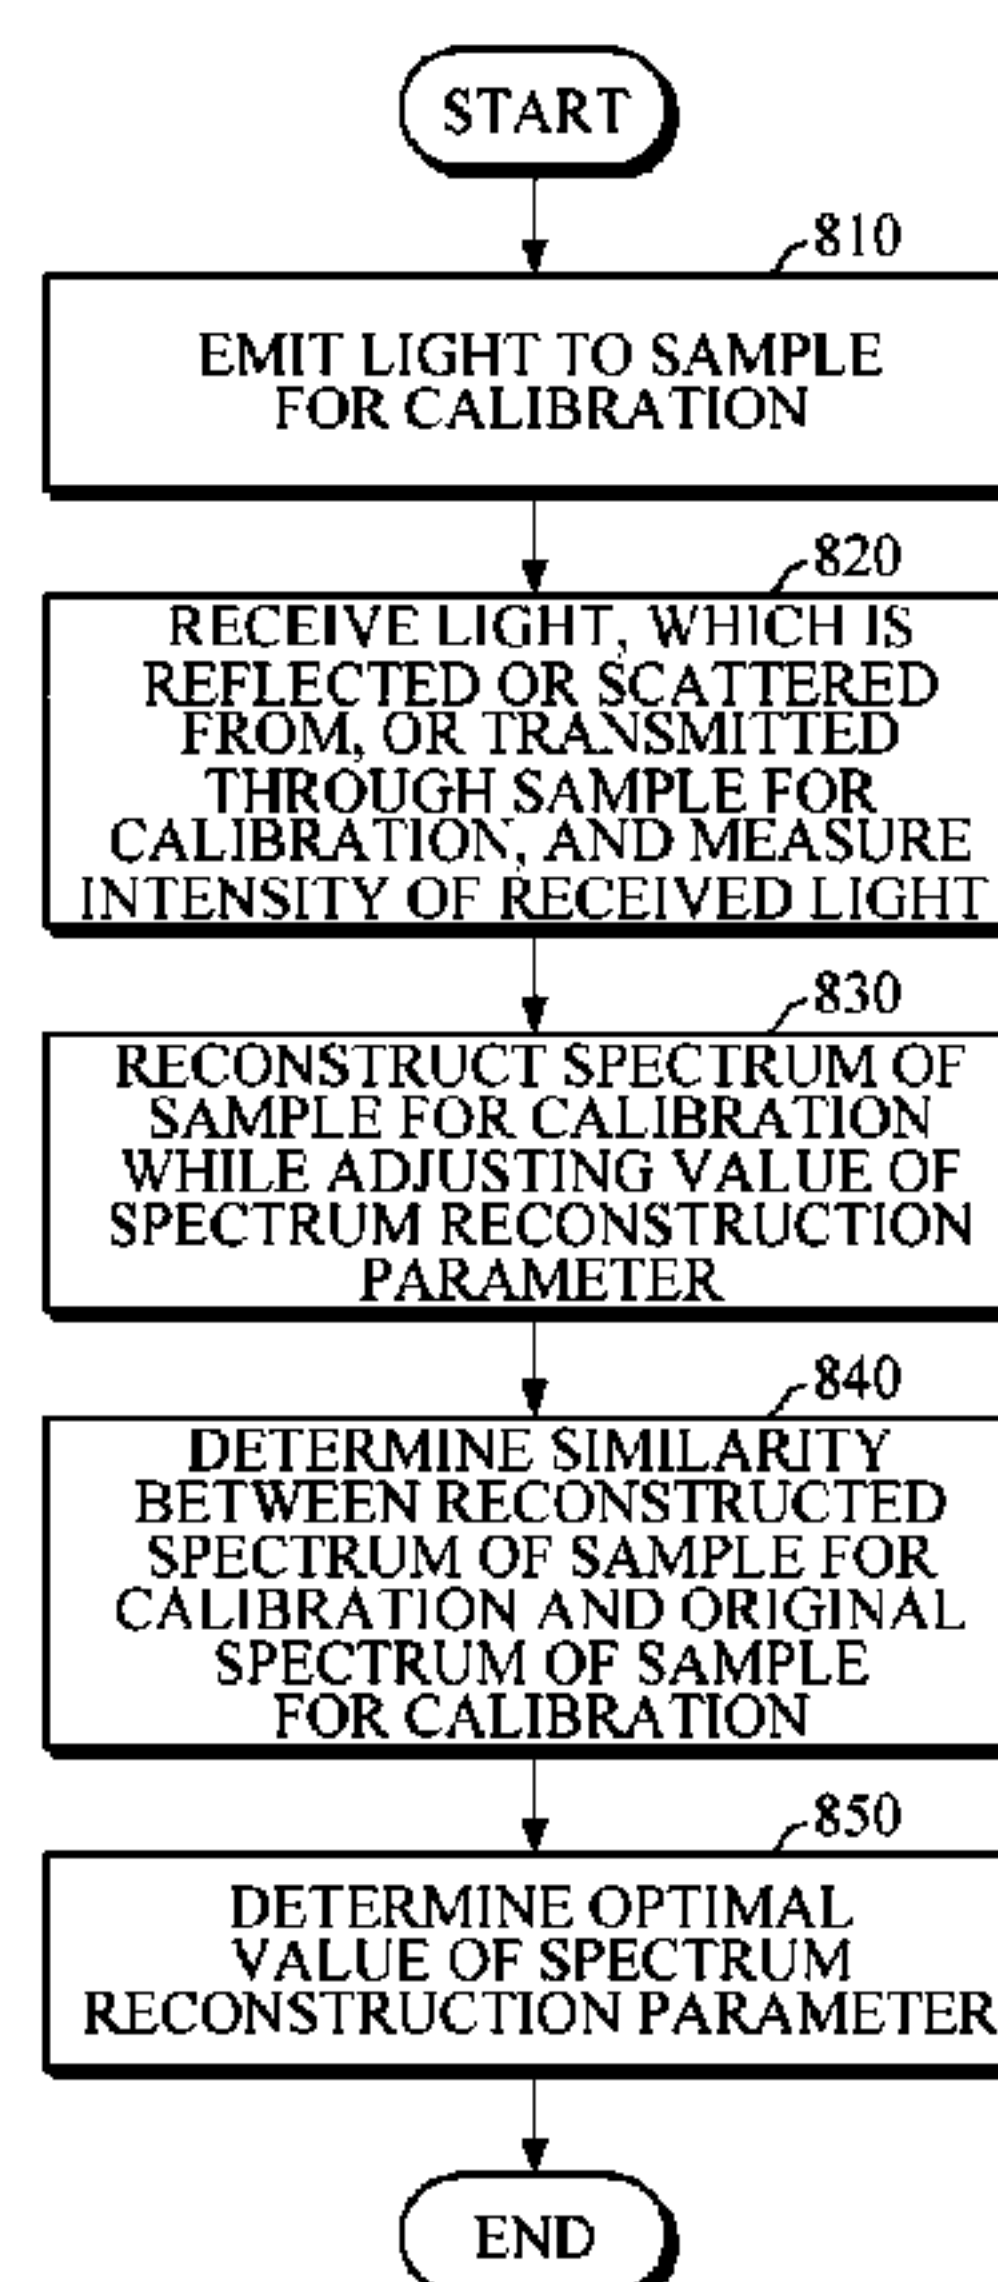 START
810
EMIT LIGHT TO SAMPLE
FOR CALIBRATION
820
RECEIVE LIGHT, WHICH IS
REFLECTED OR SCATTERED
FROM, OR TRANSMITTED
THROUGH SAMPLE FOR
CALIBRATION, AND MEASURE
INTENSITY OF RECEIVED LIGHT
830
RECONSTRUCT SPECTRUM OF
SAMPLE FOR CALIBRATION
WHILE ADJUSTING VALUE OF
SPECTRUM RECONSTRUCTION
PARAMETER
840
DETERMINE SIMILARITY
BETWEEN RECONSTRUCTED
SPECTRUM OF SAMPLE FOR
CALIBRATION AND ORIGINAL
SPECTRUM OF SAMPLE
FOR CALIBRATION
850
DETERMINE OPTIMAL
VALUE OF SPECTRUM
RECONSTRUCTION PARAMETER
END